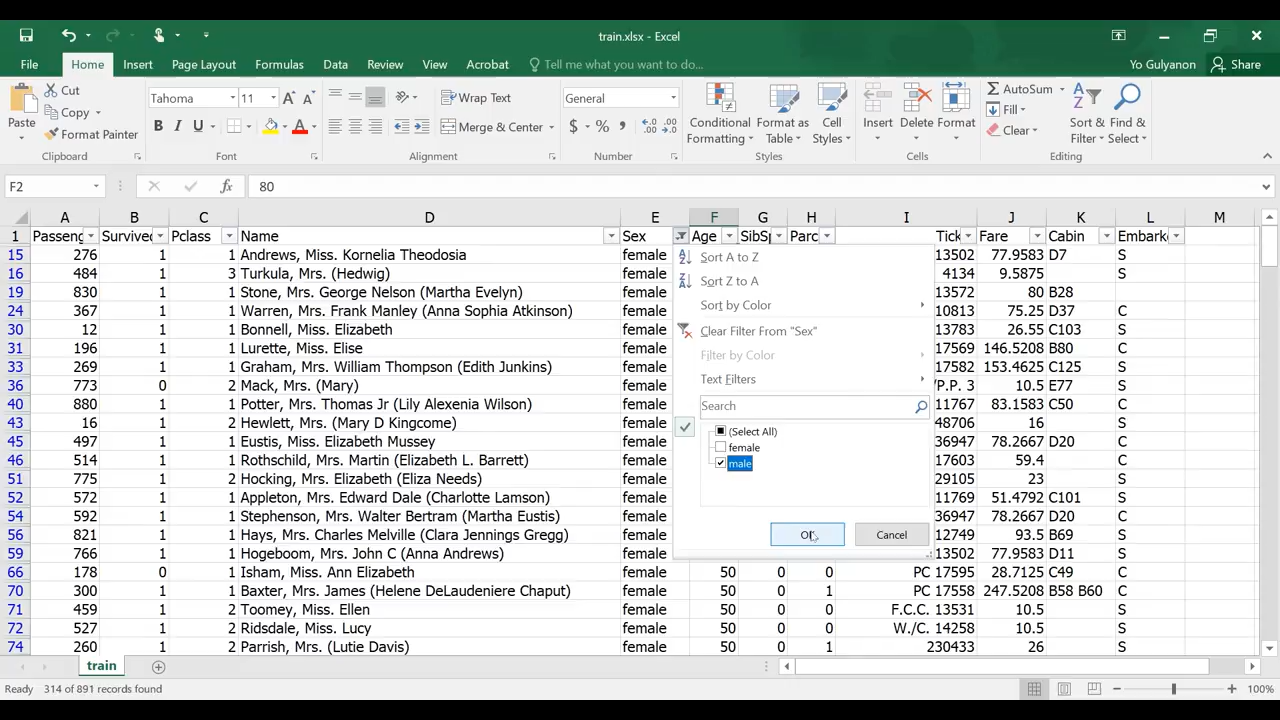 train.xlsx - Excel
File Home Insert Page Layout Formulas Data Review View Acrobat Tell me what you want to do... Yo Gulyanon Share
Paste Cut Copy Format Painter
Tahoma 11 B I U A
Wrap Text Merge & Center
General $ % ,
Conditional Formatting Format as Table Cell Styles
Insert Delete Format
AutoSum Fill Clear Sort & Filter Find & Select
Clipboard Font Alignment Number Styles Cells Editing
F2 fx 80
A B C D E F G H I J K L M
1 Passeng Survived Pclass Name Sex Age SibSp Parc Tick Fare Cabin Embark
15 276 1 1 Andrews, Miss. Kornelia Theodosia female 13502 77.9583 D7 S
16 484 1 3 Turkula, Mrs. (Hedwig) female 4134 9.5875 S
19 830 1 1 Stone, Mrs. George Nelson (Martha Evelyn) female 13572 80 B28
24 367 1 1 Warren, Mrs. Frank Manley (Anna Sophia Atkinson) female 10813 75.25 D37 C
30 12 1 1 Bonnell, Miss. Elizabeth female 13783 26.55 C103 S
31 196 1 1 Lurette, Miss. Elise female 17569 146.5208 B80 C
33 269 1 1 Graham, Mrs. William Thompson (Edith Junkins) female 17582 153.4625 C125 S
36 773 0 2 Mack, Mrs. (Mary) female /P.P. 3 10.5 E77 S
40 880 1 1 Potter, Mrs. Thomas Jr (Lily Alexenia Wilson) female 11767 83.1583 C50 C
43 16 1 2 Hewlett, Mrs. (Mary D Kingcome) female 48706 16 S
45 497 1 1 Eustis, Miss. Elizabeth Mussey female 36947 78.2667 D20 C
46 514 1 1 Rothschild, Mrs. Martin (Elizabeth L. Barrett) female 17603 59.4 C
51 775 1 2 Hocking, Mrs. Elizabeth (Eliza Needs) female 29105 23 S
52 572 1 1 Appleton, Mrs. Edward Dale (Charlotte Lamson) female 11769 51.4792 C101 S
54 592 1 1 Stephenson, Mrs. Walter Bertram (Martha Eustis) female 36947 78.2667 D20 C
56 821 1 1 Hays, Mrs. Charles Melville (Clara Jennings Gregg) female 12749 93.5 B69 S
59 766 1 1 Hogeboom, Mrs. John C (Anna Andrews) female 13502 77.9583 D11 S
66 178 0 1 Isham, Miss. Ann Elizabeth female 50 0 0 PC 17595 28.7125 C49 C
70 300 1 1 Baxter, Mrs. James (Helene DeLaudeniere Chaput) female 50 0 1 PC 17558 247.5208 B58 B60 C
71 459 1 2 Toomey, Miss. Ellen female 50 0 0 F.C.C. 13531 10.5 S
72 527 1 2 Ridsdale, Miss. Lucy female 50 0 0 W./C. 14258 10.5 S
74 260 1 2 Parrish, Mrs. (Lutie Davis) female 50 0 1 230433 26 S
Sort A to Z
Sort Z to A
Sort by Color
Clear Filter From "Sex"
Filter by Color
Text Filters
Search
(Select All)
female
male
OK Cancel
train
Ready 314 of 891 records found 100%